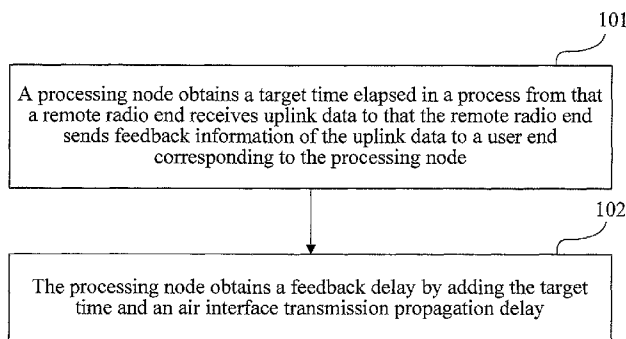 101
A processing node obtains a target time elapsed in a process from that
a remote radio end receives uplink data to that the remote radio end
sends feedback information of the uplink data to a user end
corresponding to the processing node
102
The processing node obtains a feedback delay by adding the target
time and an air interface transmission propagation delay